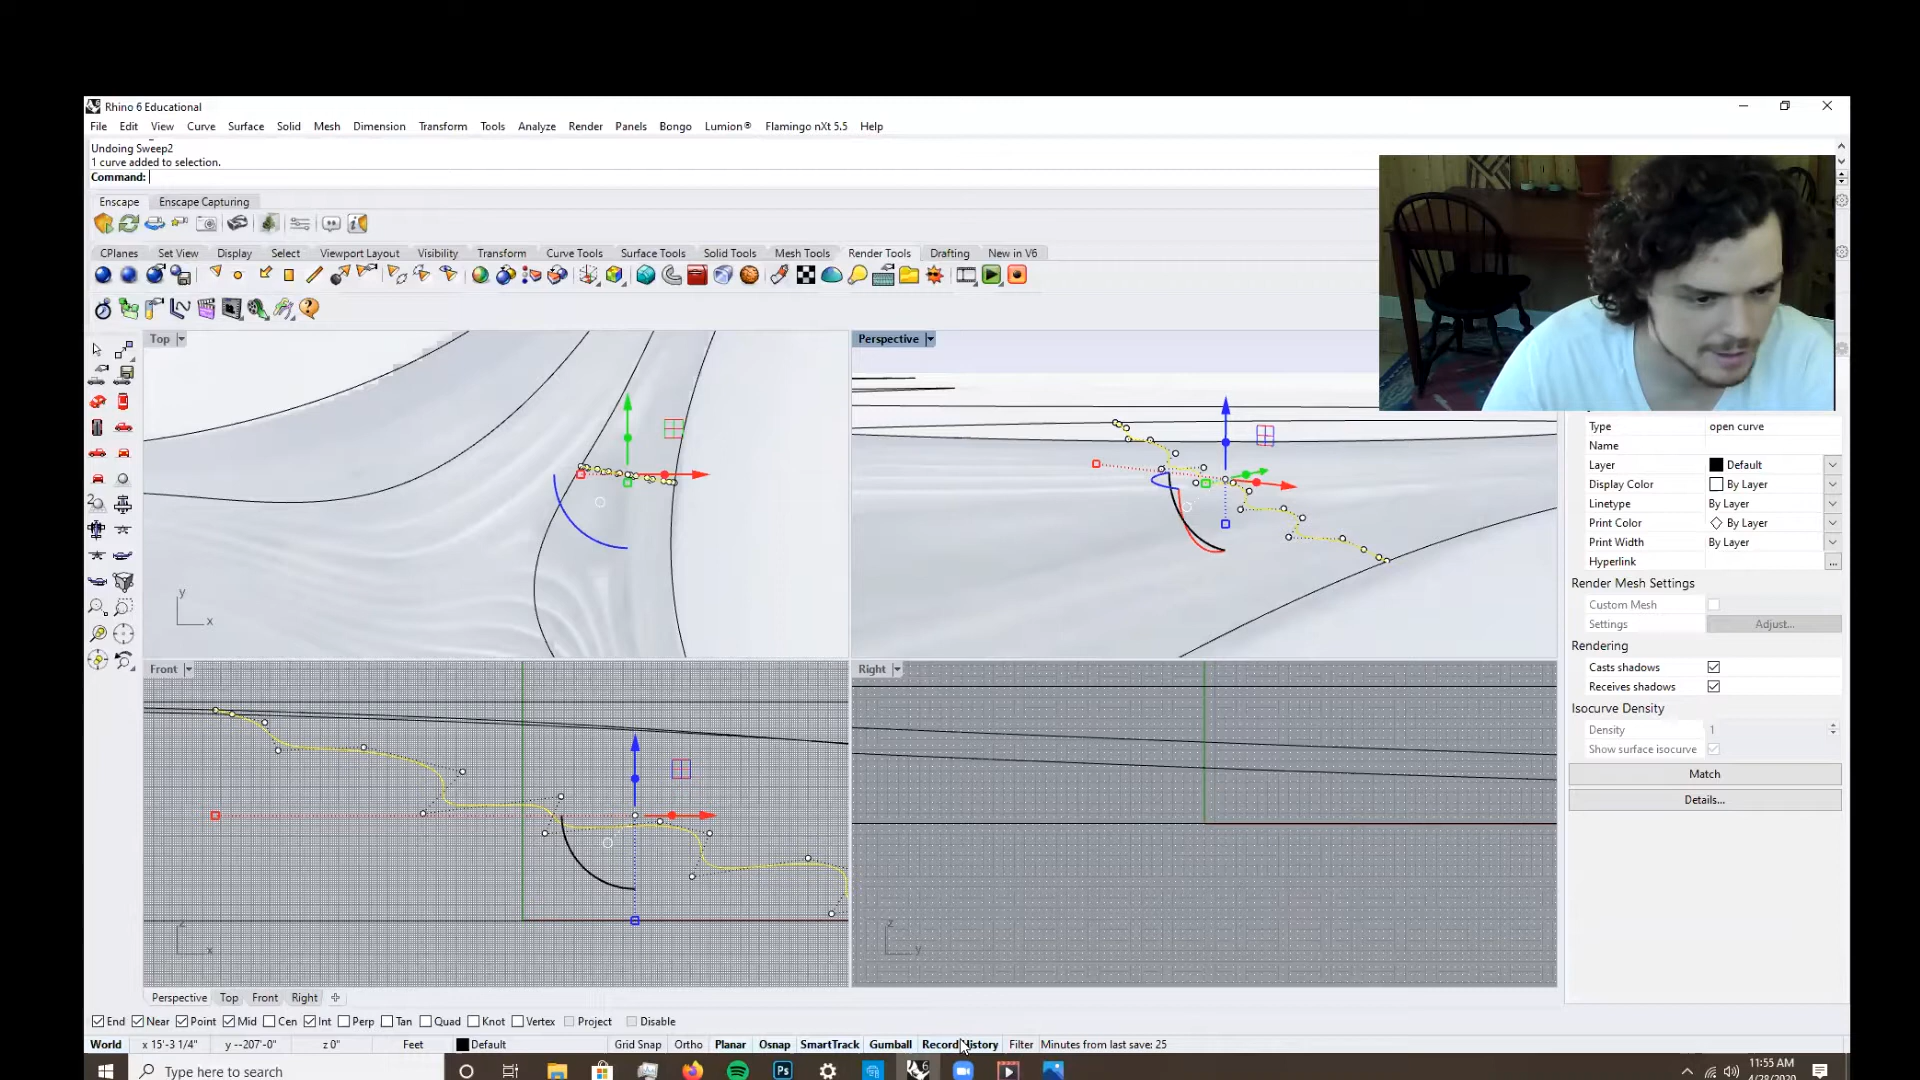 Rhino 6 Educational
File Edit View Curve Surface Solid Mesh Dimension Transform Tools Analyze Render Panels Bongo Lumion® Flamingo nXt 5.5 Help
Undoing Sweep2
1 curve added to selection.
Command:
Enscape Enscape Capturing
CPlanes Set View Display Select Viewport Layout Visibility Transform Curve Tools Surface Tools Solid Tools Mesh Tools Render Tools Drafting New in V6
Top
Perspective
y
x
Front
Right
z
x
z
y
Type open curve
Name
Layer Default
Display Color By Layer
Linetype By Layer
Print Color By Layer
Print Width By Layer
Hyperlink ...
Render Mesh Settings
Custom Mesh
Settings Adjust...
Rendering
Casts shadows
Receives shadows
Isocurve Density
Density 1
Show surface isocurve
Match
Details...
Perspective Top Front Right
End Near Point Mid Cen Int Perp Tan Quad Knot Vertex Project Disable
World x 15'-3 1/4" y --207'-0" z 0" Feet Default Grid Snap Ortho Planar Osnap SmartTrack Gumball Record History Filter Minutes from last save: 25
Type here to search
Ps
11:55 AM
4/28/2020